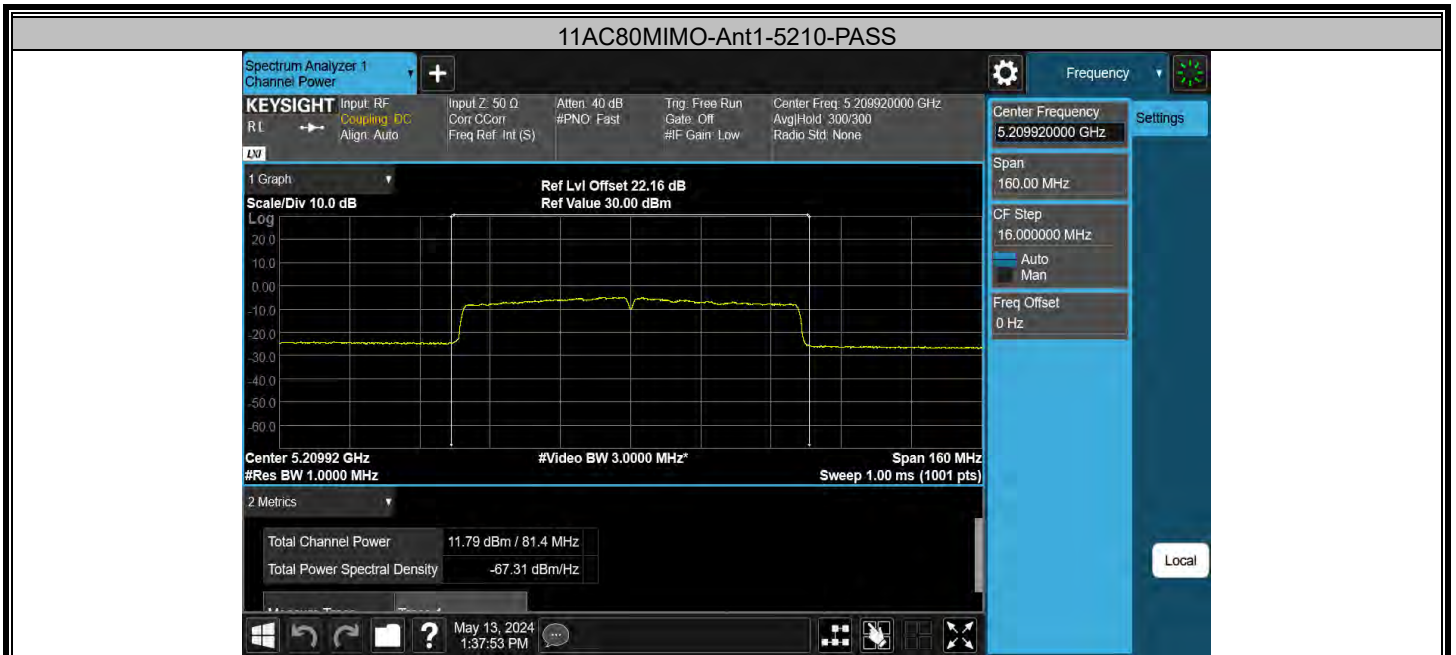 11AC80MIMO-Ant1-5210-PASS
Spectrum Analyzer 1
Channel Power
Frequency
KEYSIGHT
RL
LXI
Input: RF
Coupling: DC
Align: Auto
Input Z: 50 Ω
Corr CCorr
Freq Ref: Int (S)
Atten: 40 dB
#PNO: Fast
Trig: Free Run
Gate: Off
#IF Gain: Low
Center Freq: 5.209920000 GHz
Avg|Hold: 300/300
Radio Std: None
Center Frequency
5.209920000 GHz
Settings
Span
160.00 MHz
CF Step
16.000000 MHz
Auto
Man
Freq Offset
0 Hz
1 Graph
Scale/Div 10.0 dB
Ref Lvl Offset 22.16 dB
Ref Value 30.00 dBm
Log
20.0
10.0
0.00
-10.0
-20.0
-30.0
-40.0
-50.0
-60.0
Center 5.20992 GHz
#Video BW 3.0000 MHz*
Span 160 MHz
#Res BW 1.0000 MHz
Sweep 1.00 ms (1001 pts)
2 Metrics
Total Channel Power 11.79 dBm / 81.4 MHz
Total Power Spectral Density -67.31 dBm/Hz
Local
May 13, 2024
1:37:53 PM